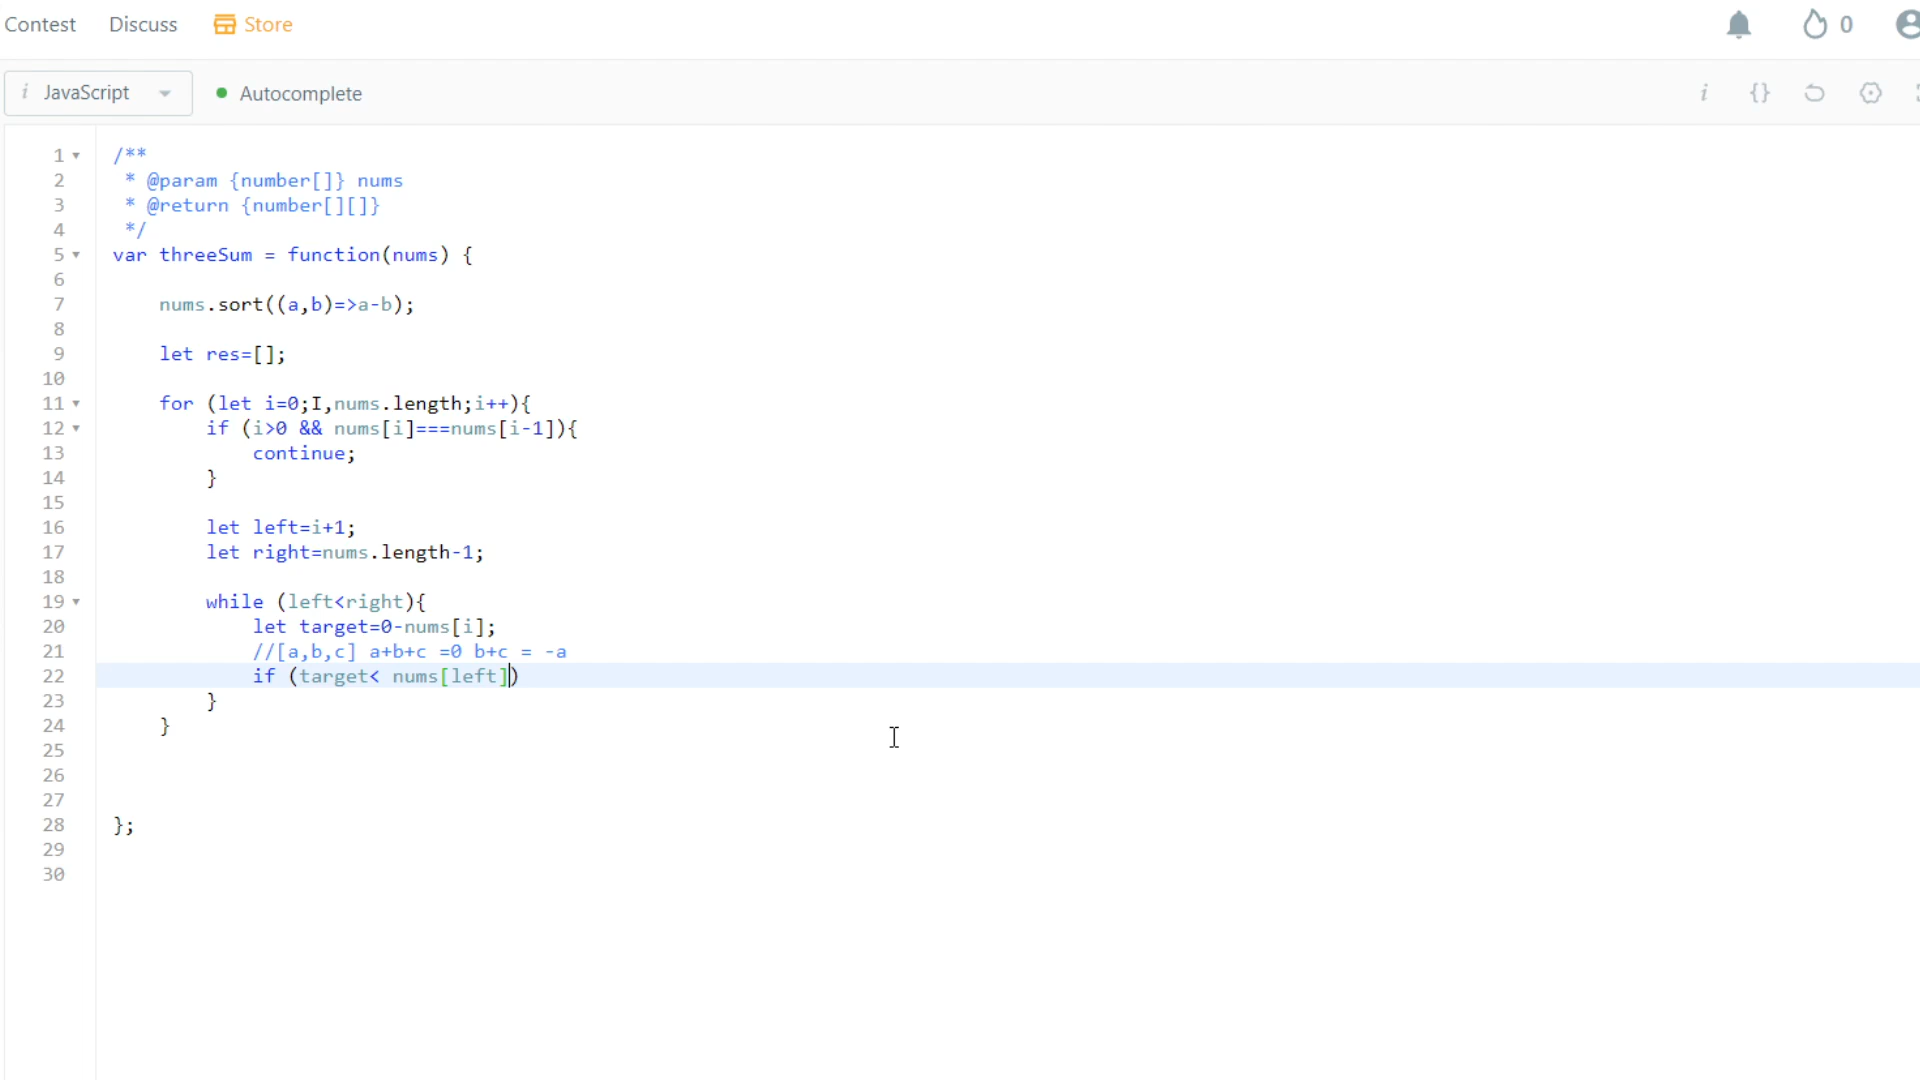 Contest Discuss Store 0
i JavaScript Autocomplete i {}
1 /**
2 * @param {number[]} nums
3 * @return {number[][]}
4 */
5 var threeSum = function(nums) {
6
7 nums.sort((a,b)=>a-b);
8
9 let res=[];
10
11 for (let i=0;I,nums.length;i++){
12 if (i>0 && nums[i]===nums[i-1]){
13 continue;
14 }
15
16 let left=i+1;
17 let right=nums.length-1;
18
19 while (left<right){
20 let target=0-nums[i];
21 //[a,b,c] a+b+c =0 b+c = -a
22 if (target< nums[left])
23 }
24 }
25
26
27
28 };
29
30